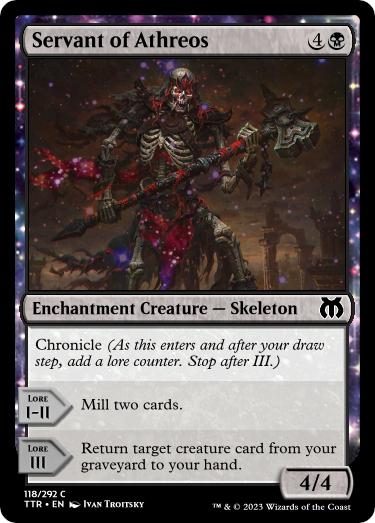 Servant of Athreos 4
Enchantment Creature — Skeleton
Chronicle (As this enters and after your draw
step, add a lore counter. Stop after III.)
LORE
I-II
Mill two cards.
LORE
III
Return target creature card from your
graveyard to your hand.
4/4
118/292 C
TTR • EN Ivan Troitsky
™ & © 2023 Wizards of the Coast